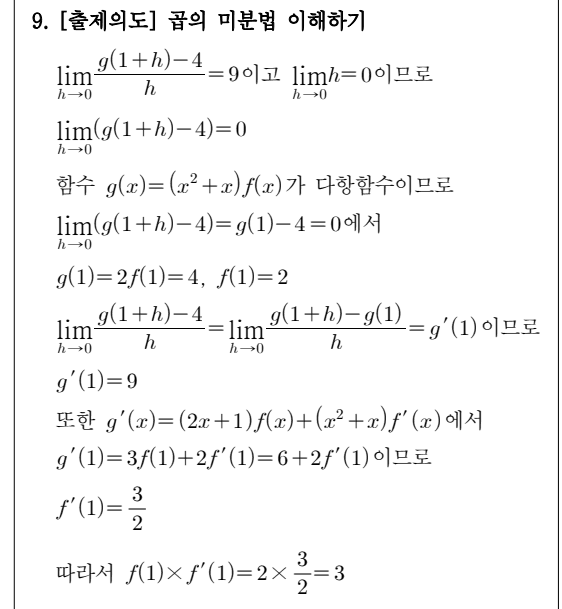 9. [출제의도] 곱의 미분법 이해하기
lim_{h→0} (g(1+h)−4)/h = 9이고 lim_{h→0} h=0이므로
lim_{h→0} (g(1+h)−4)=0
함수 g(x)=(x²+x)f(x)가 다항함수이므로
lim_{h→0} (g(1+h)−4)=g(1)−4=0에서
g(1)=2f(1)=4, f(1)=2
lim_{h→0} (g(1+h)−4)/h = lim_{h→0} (g(1+h)−g(1))/h = g′(1)이므로
g′(1)=9
또한 g′(x)=(2x+1)f(x)+(x²+x)f′(x)에서
g′(1)=3f(1)+2f′(1)=6+2f′(1)이므로
f′(1)=3/2
따라서 f(1)×f′(1)=2×3/2=3